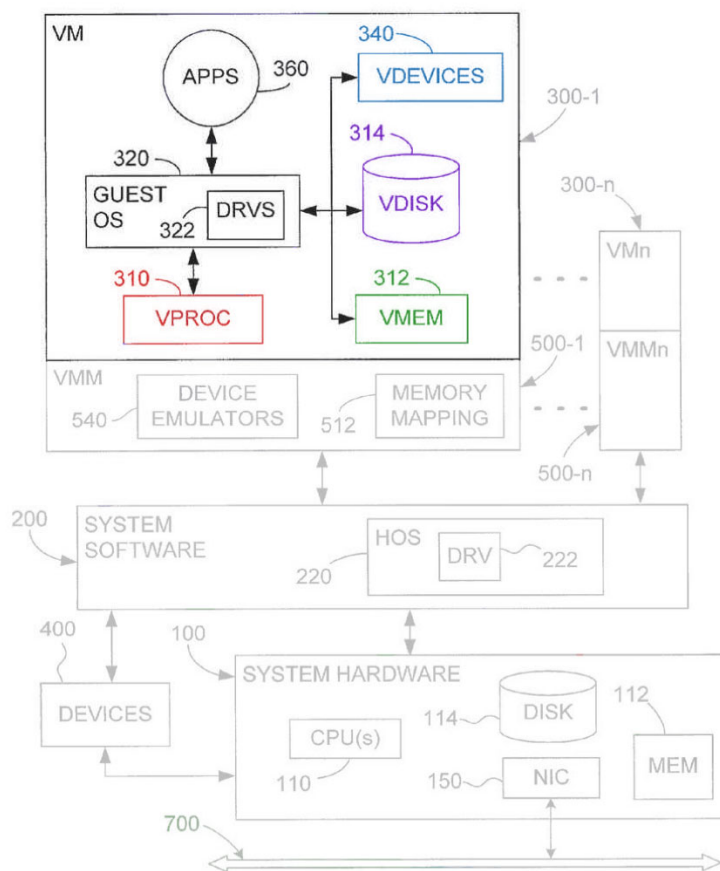 VM
APPS
360
340
VDEVICES
300-1
320
GUEST
OS
322
DRVS
314
VDISK
300-n
VMn
310
VPROC
312
VMEM
VMM
500-1
VMMn
540
DEVICE
EMULATORS
512
MEMORY
MAPPING
500-n
200
SYSTEM
SOFTWARE
HOS
220
DRV
222
400
DEVICES
100
SYSTEM HARDWARE
CPU(s)
110
114
DISK
112
MEM
150
NIC
700